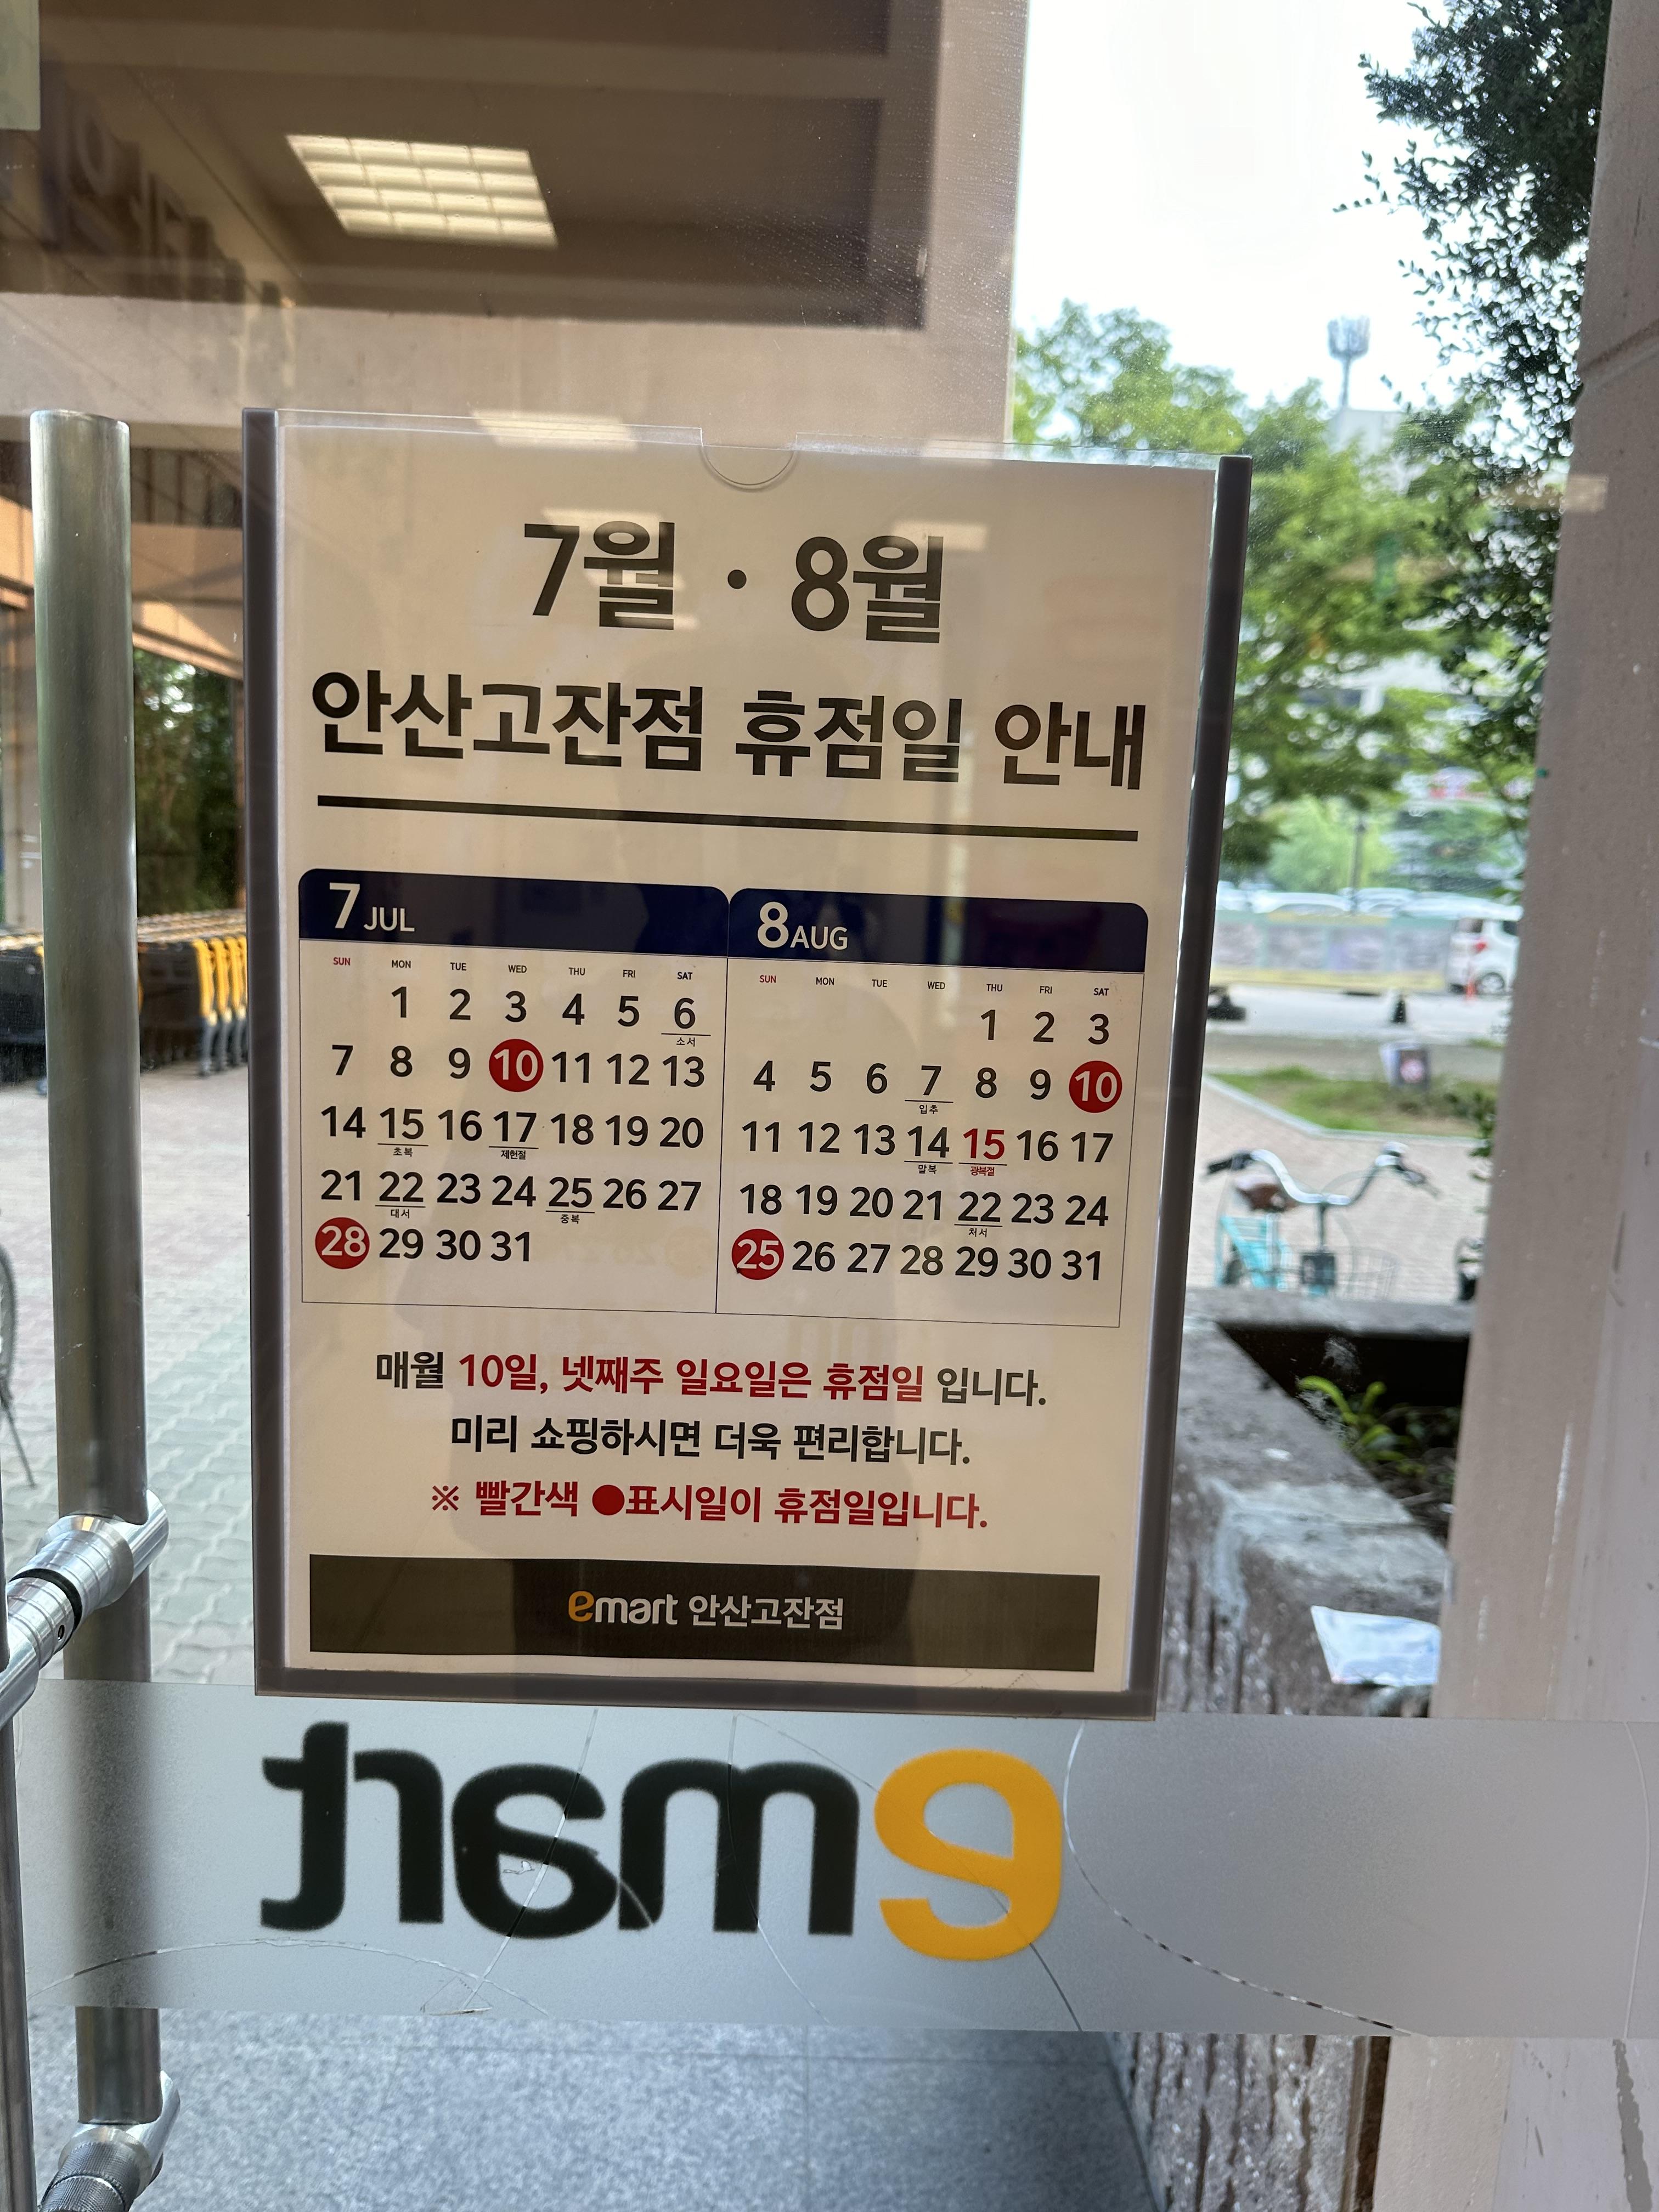 7월 · 8월
안산고잔점 휴점일 안내
7 JUL
SUN MON TUE WED THU FRI SAT
1 2 3 4 5 6
소서
7 8 9 10 11 12 13
14 15 16 17 18 19 20
초복 제헌절
21 22 23 24 25 26 27
대서 중복
28 29 30 31
8 AUG
SUN MON TUE WED THU FRI SAT
1 2 3
4 5 6 7 8 9 10
입추
11 12 13 14 15 16 17
말복 광복절
18 19 20 21 22 23 24
처서
25 26 27 28 29 30 31
매월 10일, 넷째주 일요일은 휴점일 입니다.
미리 쇼핑하시면 더욱 편리합니다.
※ 빨간색 ●표시일이 휴점일입니다.
emart 안산고잔점
emart